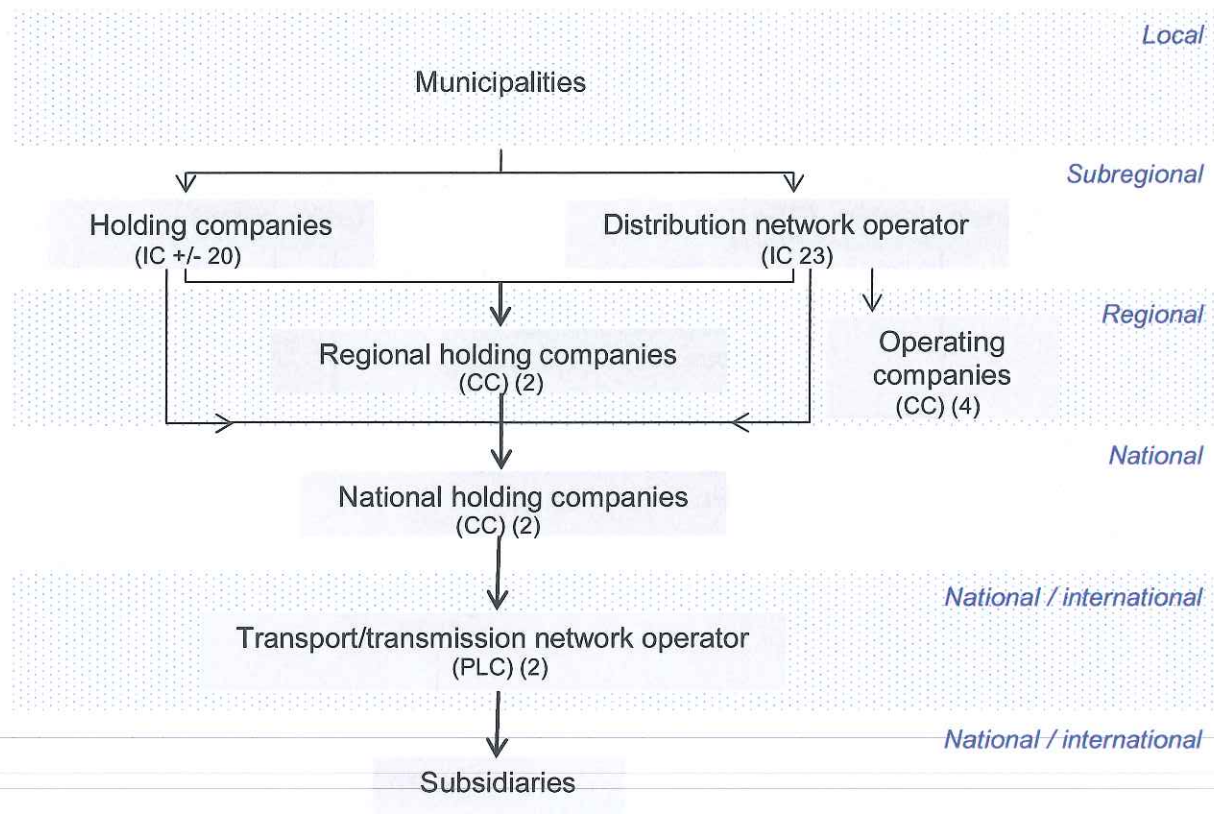 Local
Municipalities
Subregional
Holding companies
(IC +/- 20)
Distribution network operator
(IC 23)
Regional
Regional holding companies
(CC) (2)
Operating
companies
(CC) (4)
National
National holding companies
(CC) (2)
National / international
Transport/transmission network operator
(PLC) (2)
National / international
Subsidiaries